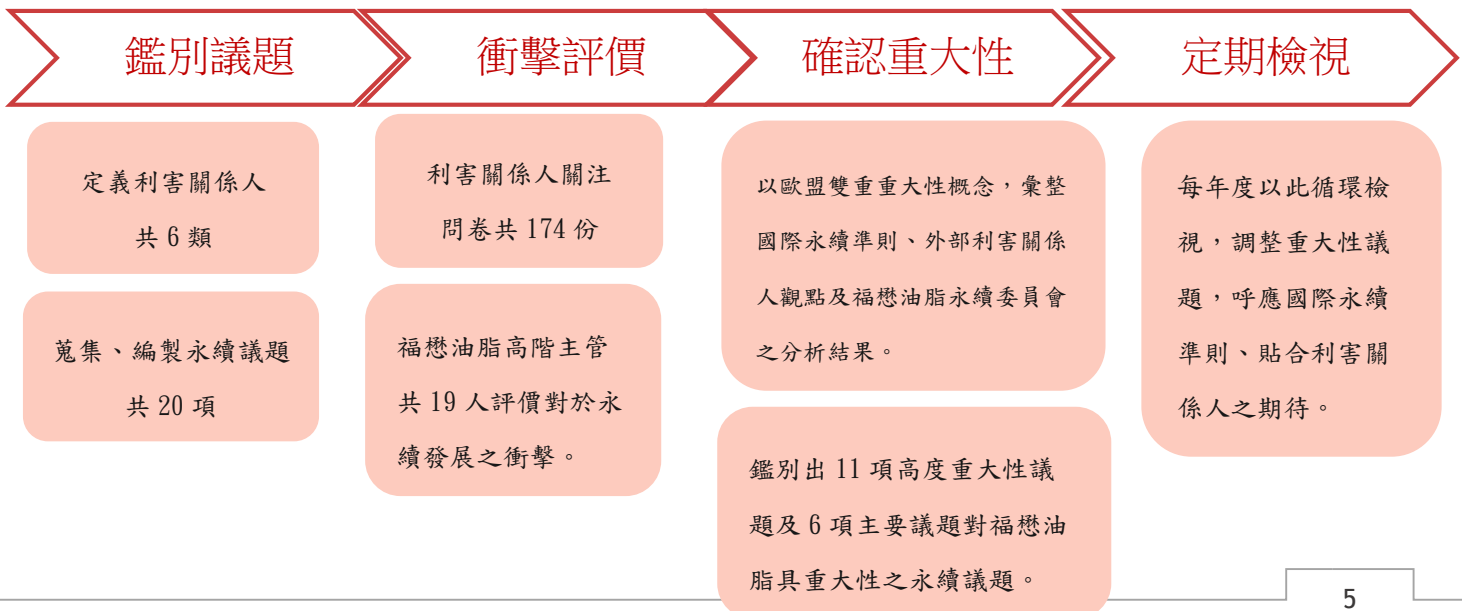 鑑別議題
衝擊評價
確認重大性
定期檢視
定義利害關係人
共 6 類
蒐集、編製永續議題
共 20 項
利害關係人關注
問卷共 174 份
福懋油脂高階主管
共 19 人評價對於永
續發展之衝擊。
以歐盟雙重重大性概念，彙整
國際永續準則、外部利害關係
人觀點及福懋油脂永續委員會
之分析結果。
鑑別出 11 項高度重大性議
題及 6 項主要議題對福懋油
脂具重大性之永續議題。
每年度以此循環檢
視，調整重大性議
題，呼應國際永續
準則、貼合利害關
係人之期待。
5